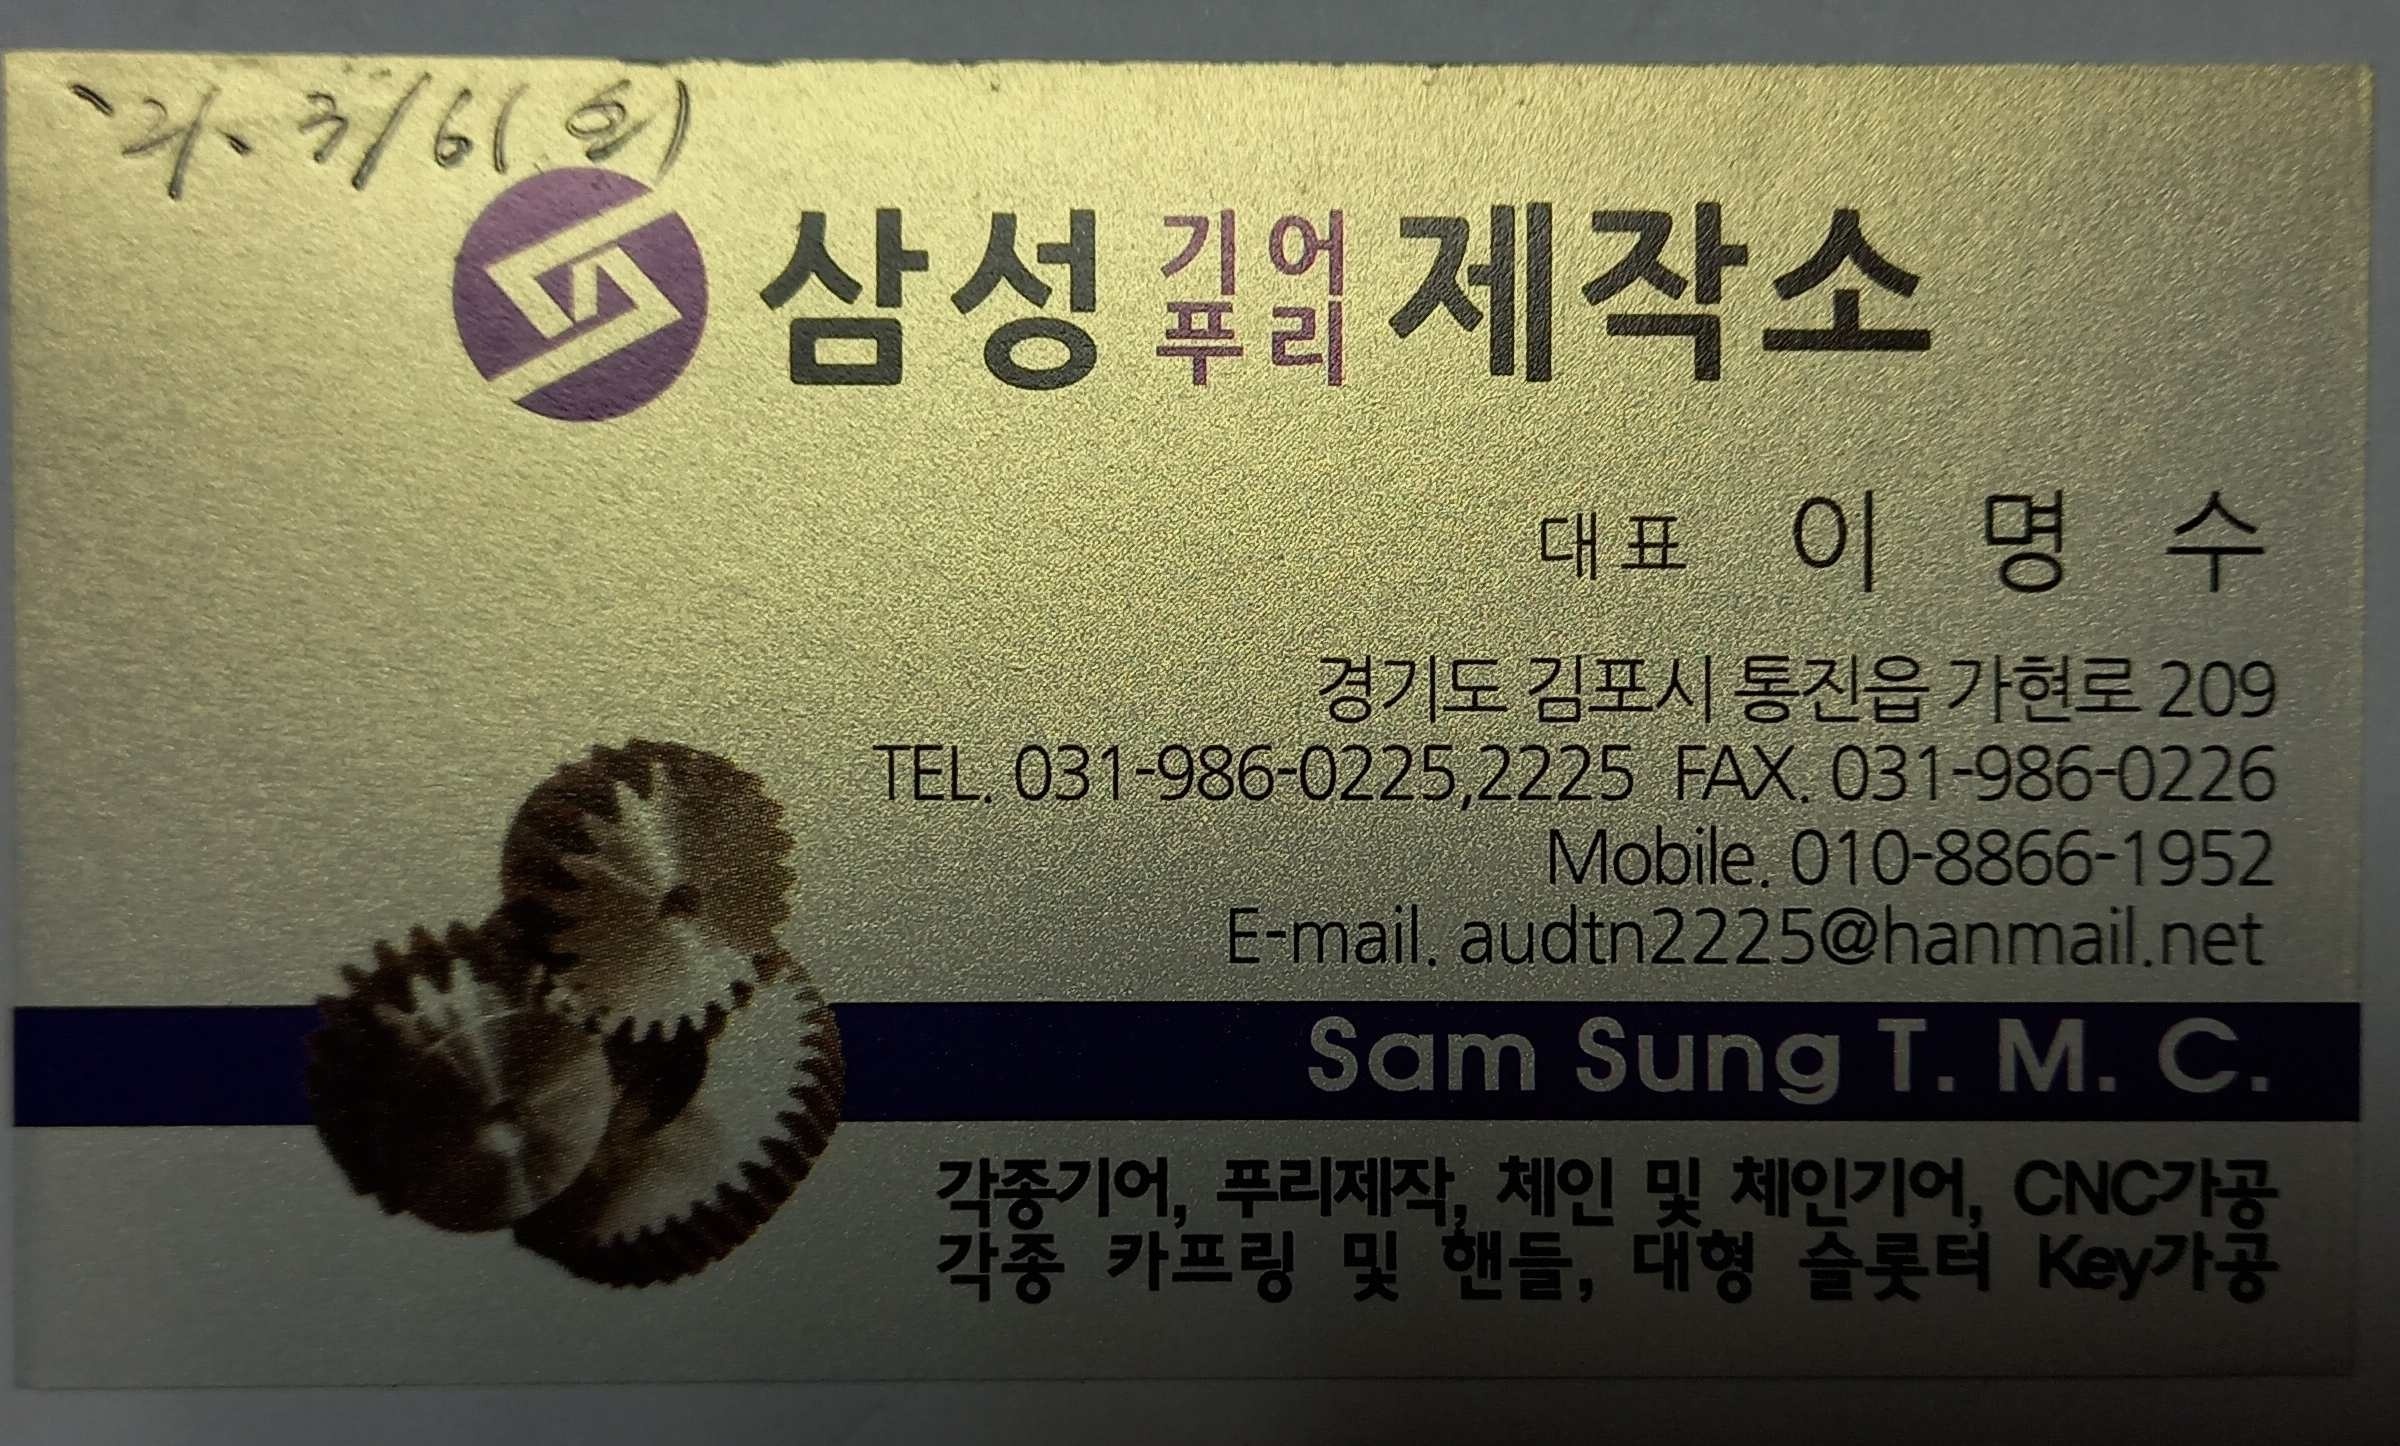 '21. 3/6(토)
삼성 기어 푸리 제작소
대표 이 명 수
경기도 김포시 통진읍 가현로 209
TEL. 031-986-0225,2225 FAX. 031-986-0226
Mobile. 010-8866-1952
E-mail. audtn2225@hanmail.net
Sam Sung T. M. C.
각종기어, 푸리제작, 체인 및 체인기어, CNC가공
각종 카프링 및 핸들, 대형 슬롯터 Key가공